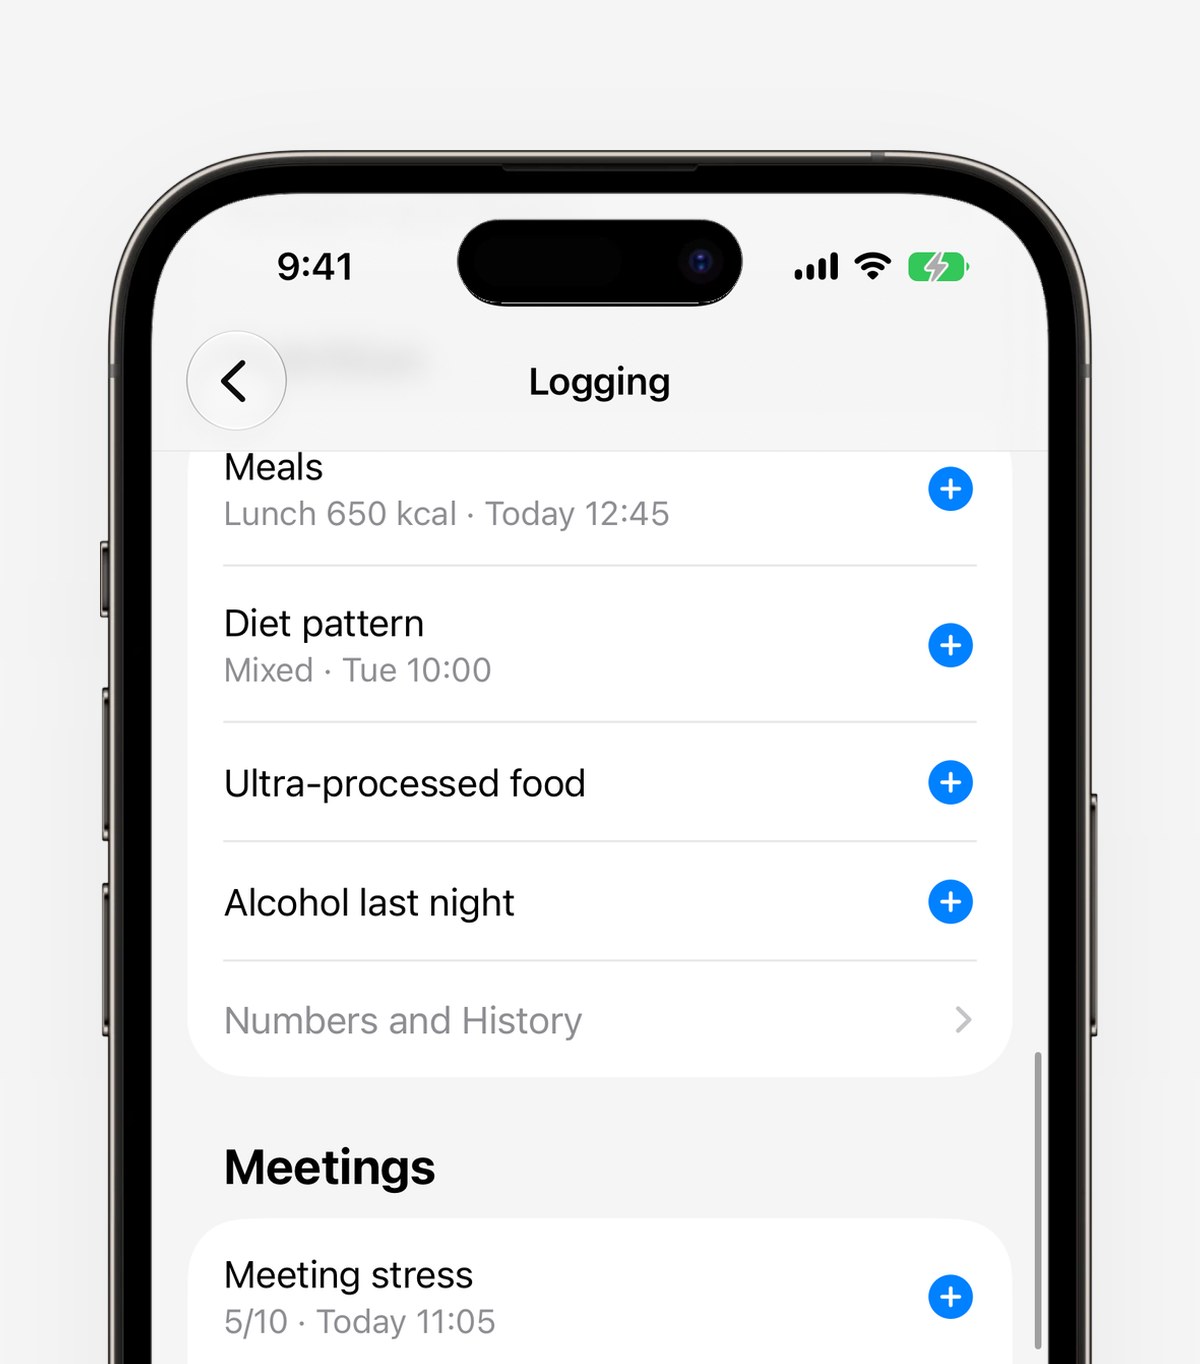 9:41
Logging
Meals
Lunch 650 kcal · Today 12:45
Diet pattern
Mixed · Tue 10:00
Ultra-processed food
Alcohol last night
Numbers and History
Meetings
Meeting stress
5/10 · Today 11:05